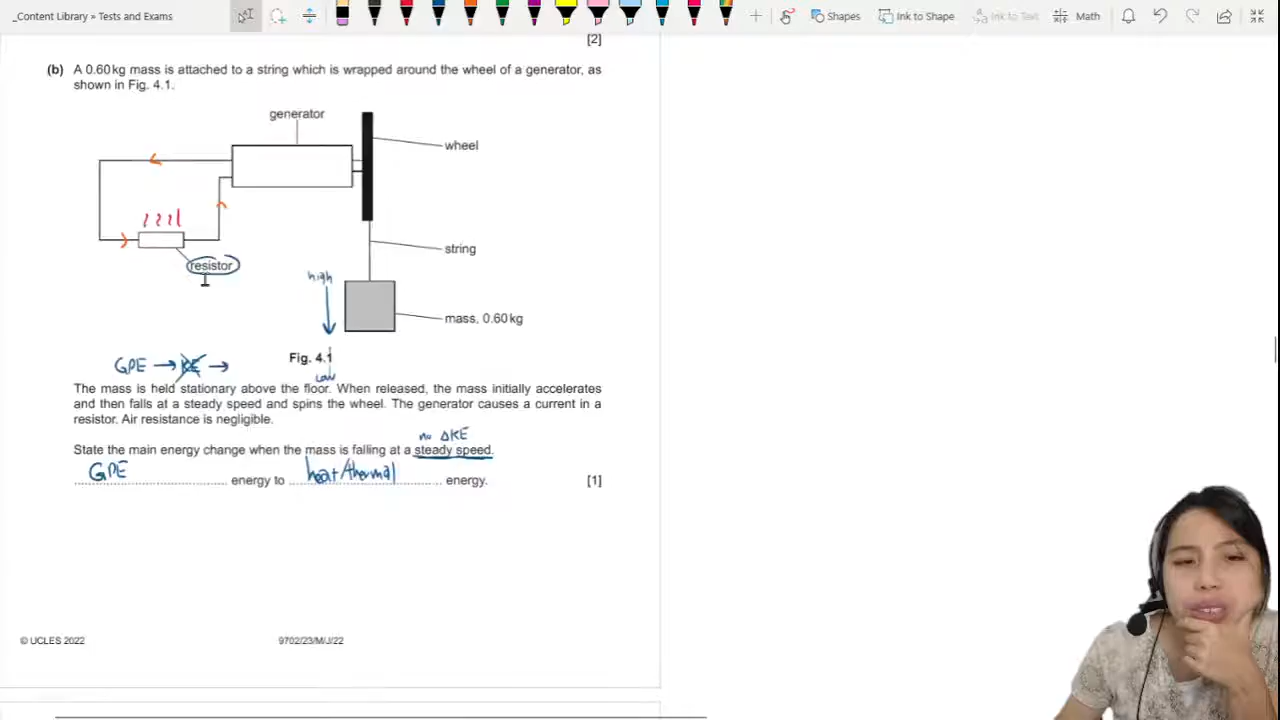 _Content Library » Tests and Exams
Shapes
Ink to Shape
Ink to Text
Math
[2]
(b) A 0.60 kg mass is attached to a string which is wrapped around the wheel of a generator, as
shown in Fig. 4.1.
generator
wheel
string
resistor
high
mass, 0.60 kg
GPE → KE →
Fig. 4.1
low
The mass is held stationary above the floor. When released, the mass initially accelerates
and then falls at a steady speed and spins the wheel. The generator causes a current in a
resistor. Air resistance is negligible.
no ΔKE
State the main energy change when the mass is falling at a steady speed.
GPE energy to heat/thermal energy. [1]
© UCLES 2022
9702/23/M/J/22